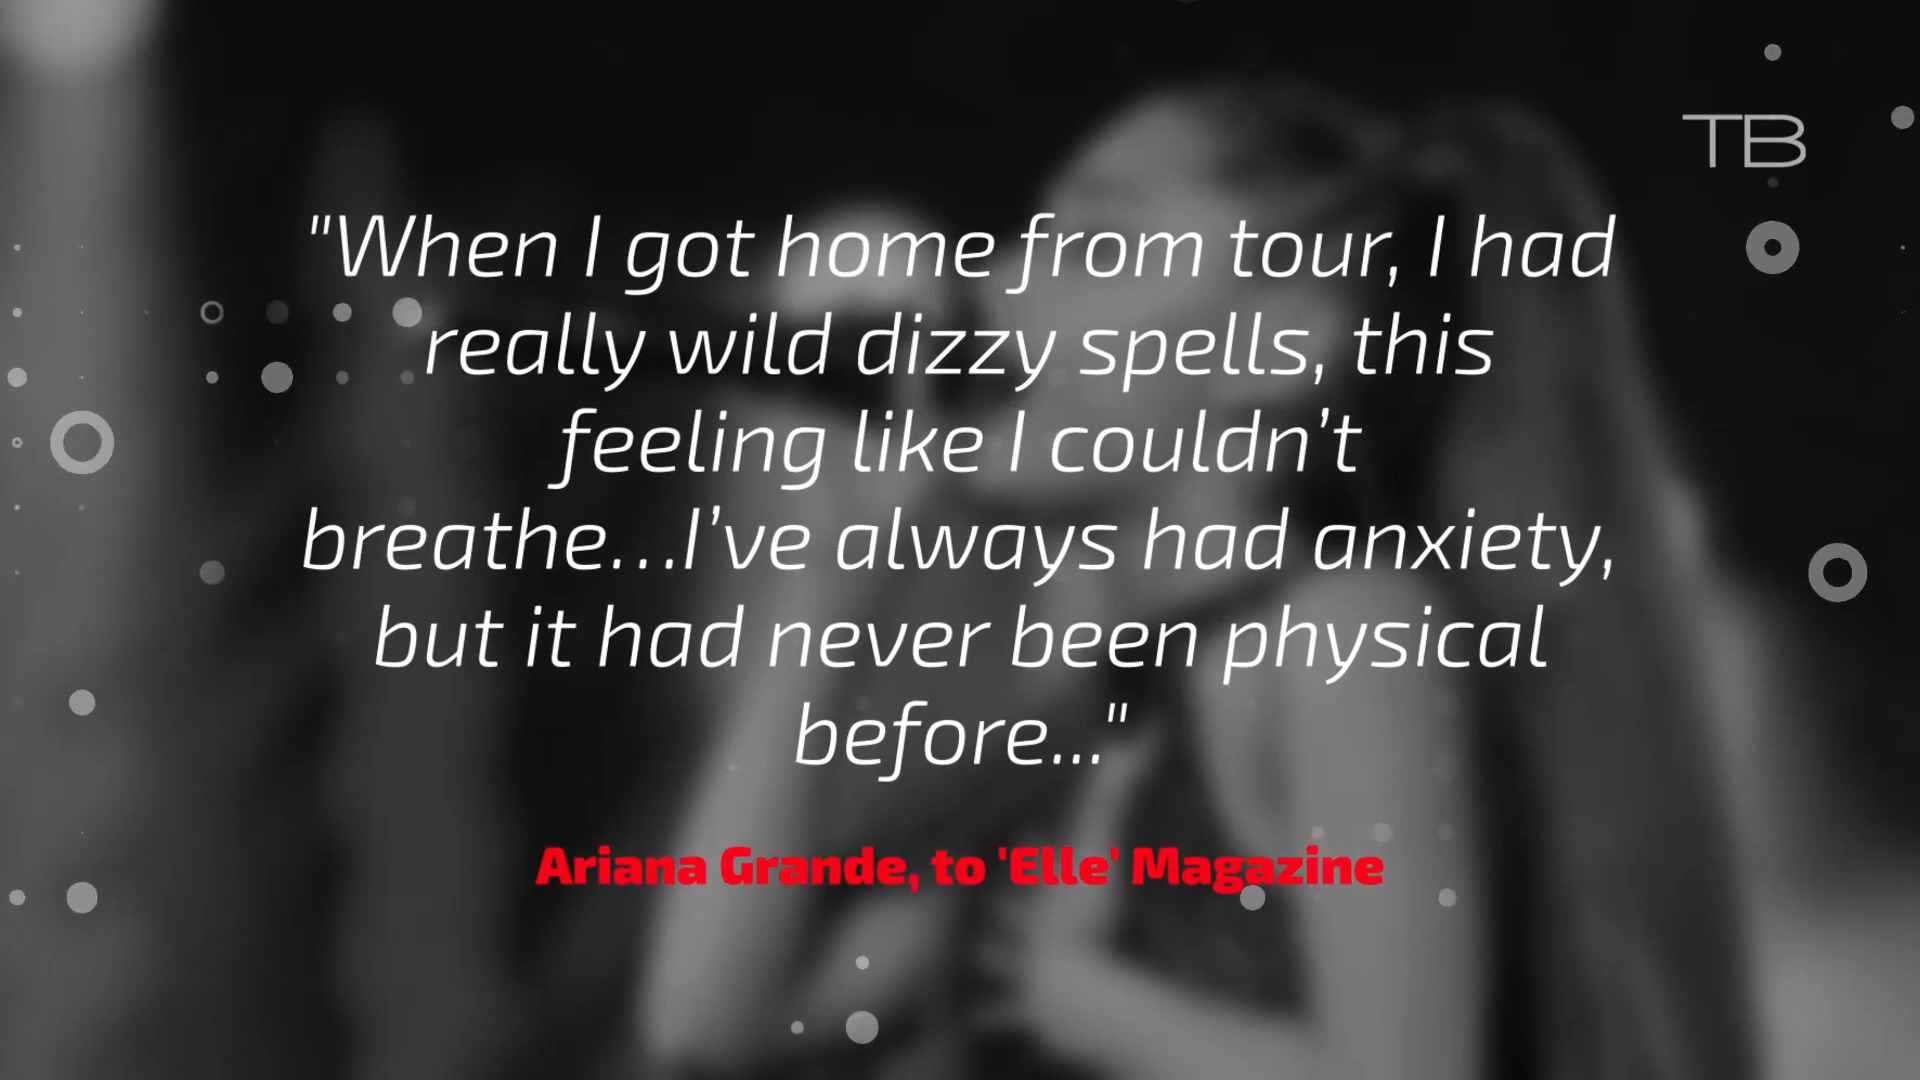 TB
"When I got home from tour, I had
really wild dizzy spells, this
feeling like I couldn’t
breathe…I’ve always had anxiety,
but it had never been physical
before..."
Ariana Grande, to 'Elle' Magazine